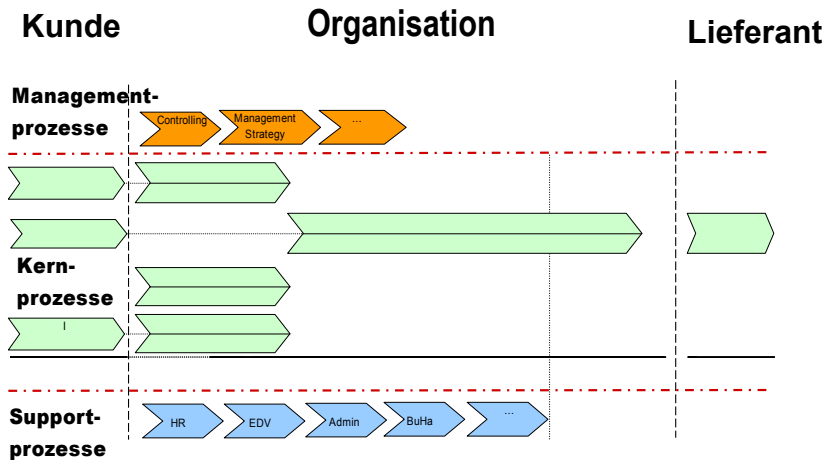 Kunde
Organisation
Lieferant
Management-
prozesse
Controlling
Management
Strategy
...
Kern-
prozesse
I
Support-
prozesse
HR
EDV
Admin
BuHa
...